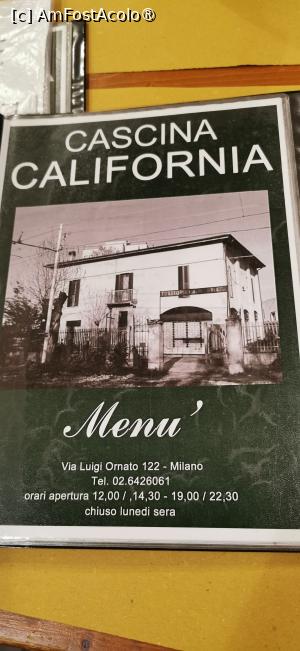 [c] AmFostAcolo®
CASCINA
CALIFORNIA
Menu'
Via Luigi Ornato 122 - Milano
Tel. 02.6426061
orari apertura 12,00 / ,14,30 - 19,00 / 22,30
chiuso lunedi sera